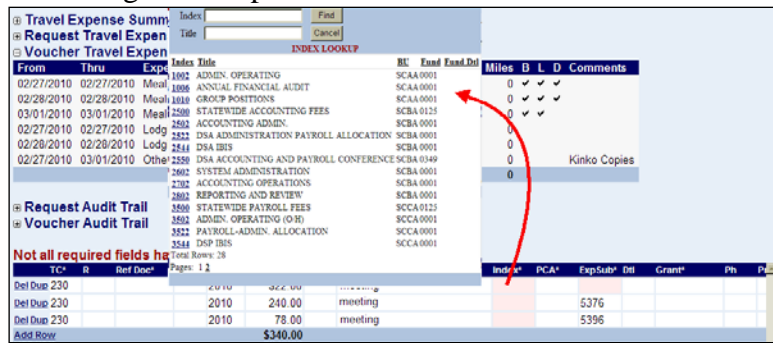 Index Find
Title Cancel
INDEX LOOKUP
Index Title BU Fund Fund Dtl
1002 ADMIN. OPERATING SCAA 0001
1006 ANNUAL FINANCIAL AUDIT SCAA 0001
1010 GROUP POSITIONS SCAA 0001
2500 STATEWIDE ACCOUNTING FEES SCBA 0125
2502 ACCOUNTING ADMIN. SCBA 0001
2522 DSA ADMINISTRATION PAYROLL ALLOCATION SCBA 0001
2544 DSA IBIS SCBA 0001
2550 DSA ACCOUNTING AND PAYROLL CONFERENCE SCBA 0349
2602 SYSTEM ADMINISTRATION SCBA 0001
2702 ACCOUNTING OPERATIONS SCBA 0001
2802 REPORTING AND REVIEW SCBA 0001
3500 STATEWIDE PAYROLL FEES SCCA 0125
3502 ADMIN. OPERATING (O/H) SCCA 0001
3522 PAYROLL-ADMIN. ALLOCATION SCCA 0001
3544 DSP IBIS SCCA 0001
Total Rows: 28
Pages: 1 2
Travel Expense Summ
Request Travel Expen
Voucher Travel Expen
From Thru Expe Miles B L D Comments
02/27/2010 02/27/2010 Meal 0 ✓ ✓ ✓
02/28/2010 02/28/2010 Meal 0 ✓ ✓ ✓
03/01/2010 03/01/2010 Meal 0 ✓ ✓
02/27/2010 02/27/2010 Lodg 0
02/28/2010 02/28/2010 Lodg 0
02/27/2010 03/01/2010 Othe 0 Kinko Copies
0
Request Audit Trail
Voucher Audit Trail
Not all required fields ha
TC* R Ref Doc* Index* PCA* ExpSub* Dtl Grant* Ph
Del Dup 230 2010 322.00
Del Dup 230 2010 240.00 meeting 5376
Del Dup 230 2010 78.00 meeting 5396
Add Row $340.00